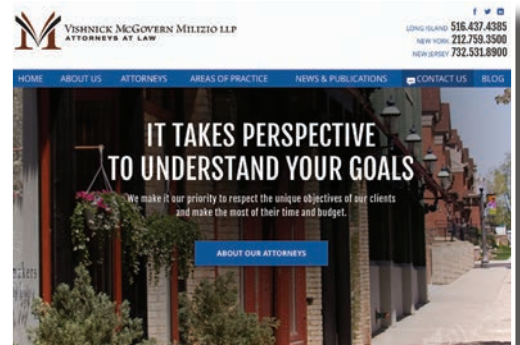 VISHNICK MCGOVERN MILIZIO LLP
ATTORNEYS AT LAW
LONG ISLAND 516.437.4385
NEW YORK 212.759.3500
NEW JERSEY 732.531.8900
HOME ABOUT US ATTORNEYS AREAS OF PRACTICE NEWS & PUBLICATIONS CONTACT US BLOG
IT TAKES PERSPECTIVE
TO UNDERSTAND YOUR GOALS
We make it our priority to respect the unique objectives of our clients
and make the most of their time and budget.
ABOUT OUR ATTORNEYS